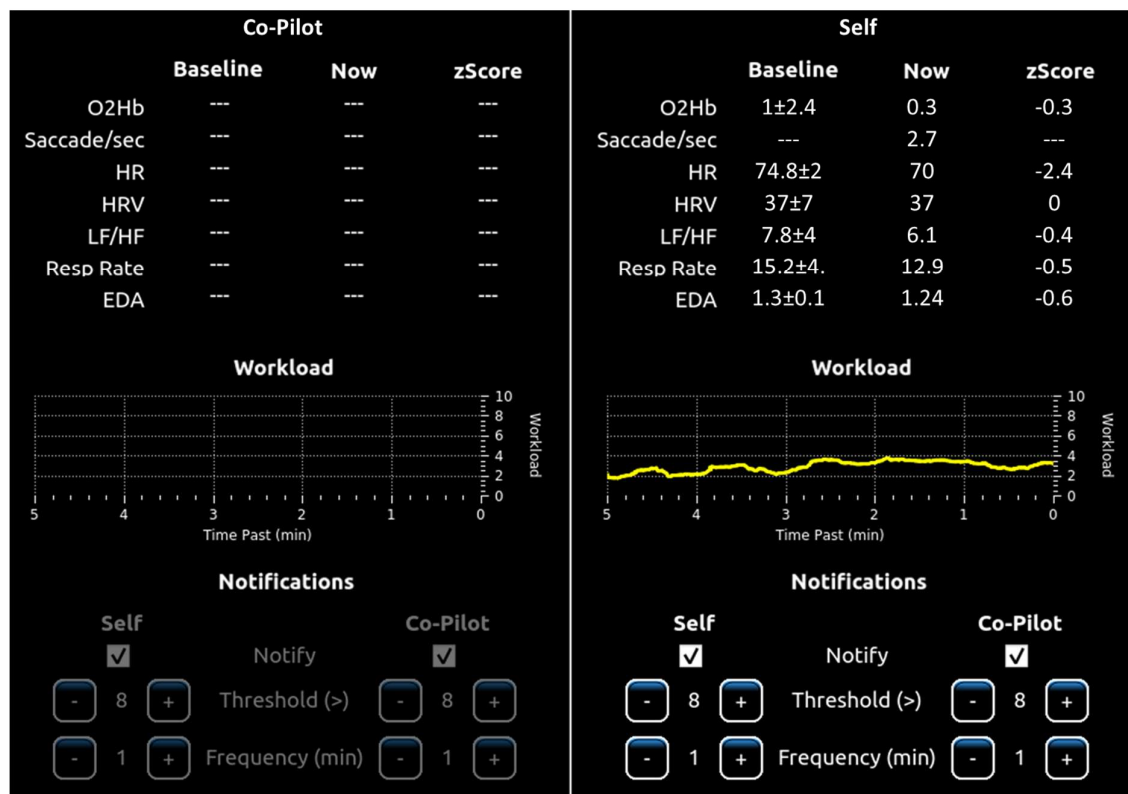 Co-Pilot
Baseline Now zScore
O2Hb --- --- ---
Saccade/sec --- --- ---
HR --- --- ---
HRV --- --- ---
LF/HF --- --- ---
Resp Rate --- --- ---
EDA --- --- ---
Workload
10
8
6
4
2
0
Workload
5 4 3 2 1 0
Time Past (min)
Notifications
Self Co-Pilot
Notify
- 8 + Threshold (>) - 8 +
- 1 + Frequency (min) - 1 +
Self
Baseline Now zScore
O2Hb 1±2.4 0.3 -0.3
Saccade/sec --- 2.7 ---
HR 74.8±2 70 -2.4
HRV 37±7 37 0
LF/HF 7.8±4 6.1 -0.4
Resp Rate 15.2±4. 12.9 -0.5
EDA 1.3±0.1 1.24 -0.6
Workload
10
8
6
4
2
0
Workload
5 4 3 2 1 0
Time Past (min)
Notifications
Self Co-Pilot
Notify
- 8 + Threshold (>) - 8 +
- 1 + Frequency (min) - 1 +